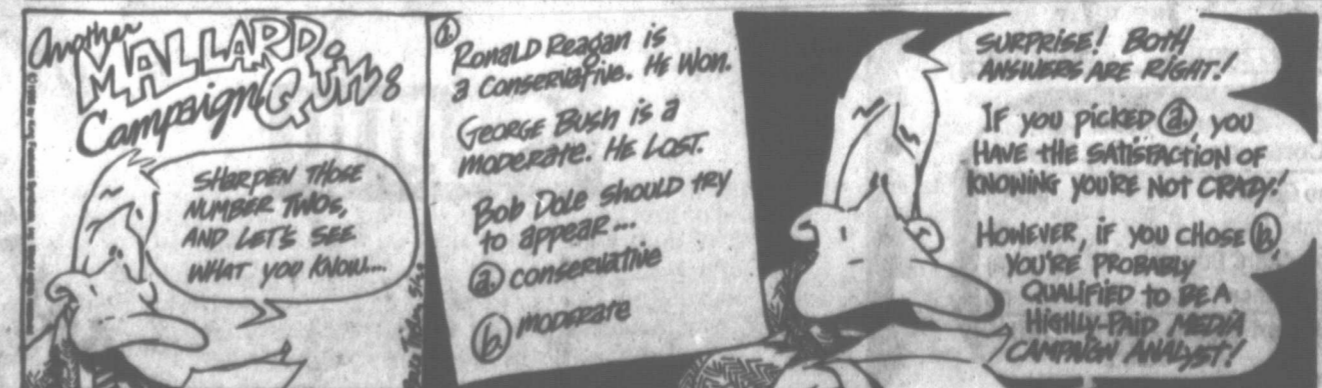 Another
MALLARD
Campaign Quiz
SHARPEN THOSE
NUMBER TWOS,
AND LET'S SEE
WHAT YOU KNOW...
1.
Ronald Reagan is
a conservative. He won.
George Bush is a
moderate. He lost.
Bob Dole should try
to appear...
a. conservative
b. moderate
SURPRISE! BOTH
ANSWERS ARE RIGHT!
IF YOU PICKED a., YOU
HAVE THE SATISFACTION OF
KNOWING YOU'RE NOT CRAZY!
HOWEVER, IF YOU CHOSE b.,
YOU'RE PROBABLY
QUALIFIED TO BE A
HIGHLY-PAID MEDIA
CAMPAIGN ANALYST!